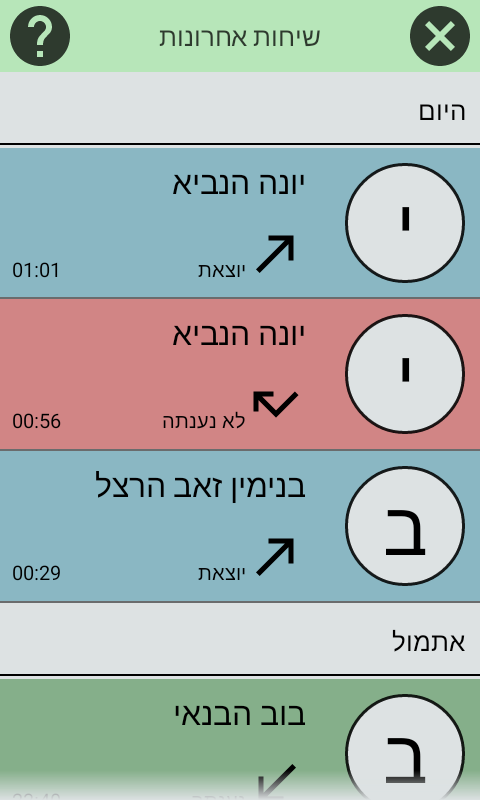 שיחות אחרונות
היום
י
יונה הנביא
יוצאת
01:01
י
יונה הנביא
לא נענתה
00:56
ב
בנימין זאב הרצל
יוצאת
00:29
אתמול
ב
בוב הבנאי